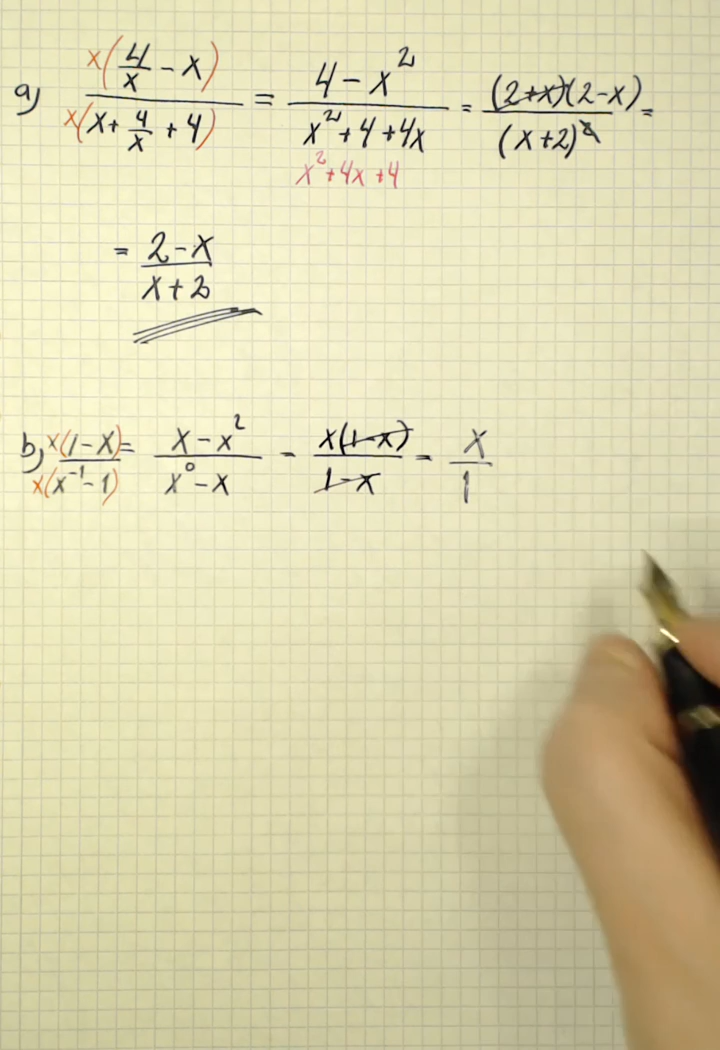 a) x(4/x - x) / x(x + 4/x + 4) = 4 - x² / x² + 4 + 4x = (2+x)(2-x) / (x+2)² =
x² + 4x + 4
= 2 - x / x + 2
b) x(1 - x) / x(x⁻¹ - 1) = x - x² / x⁰ - x = x(1-x) / 1-x = x / 1